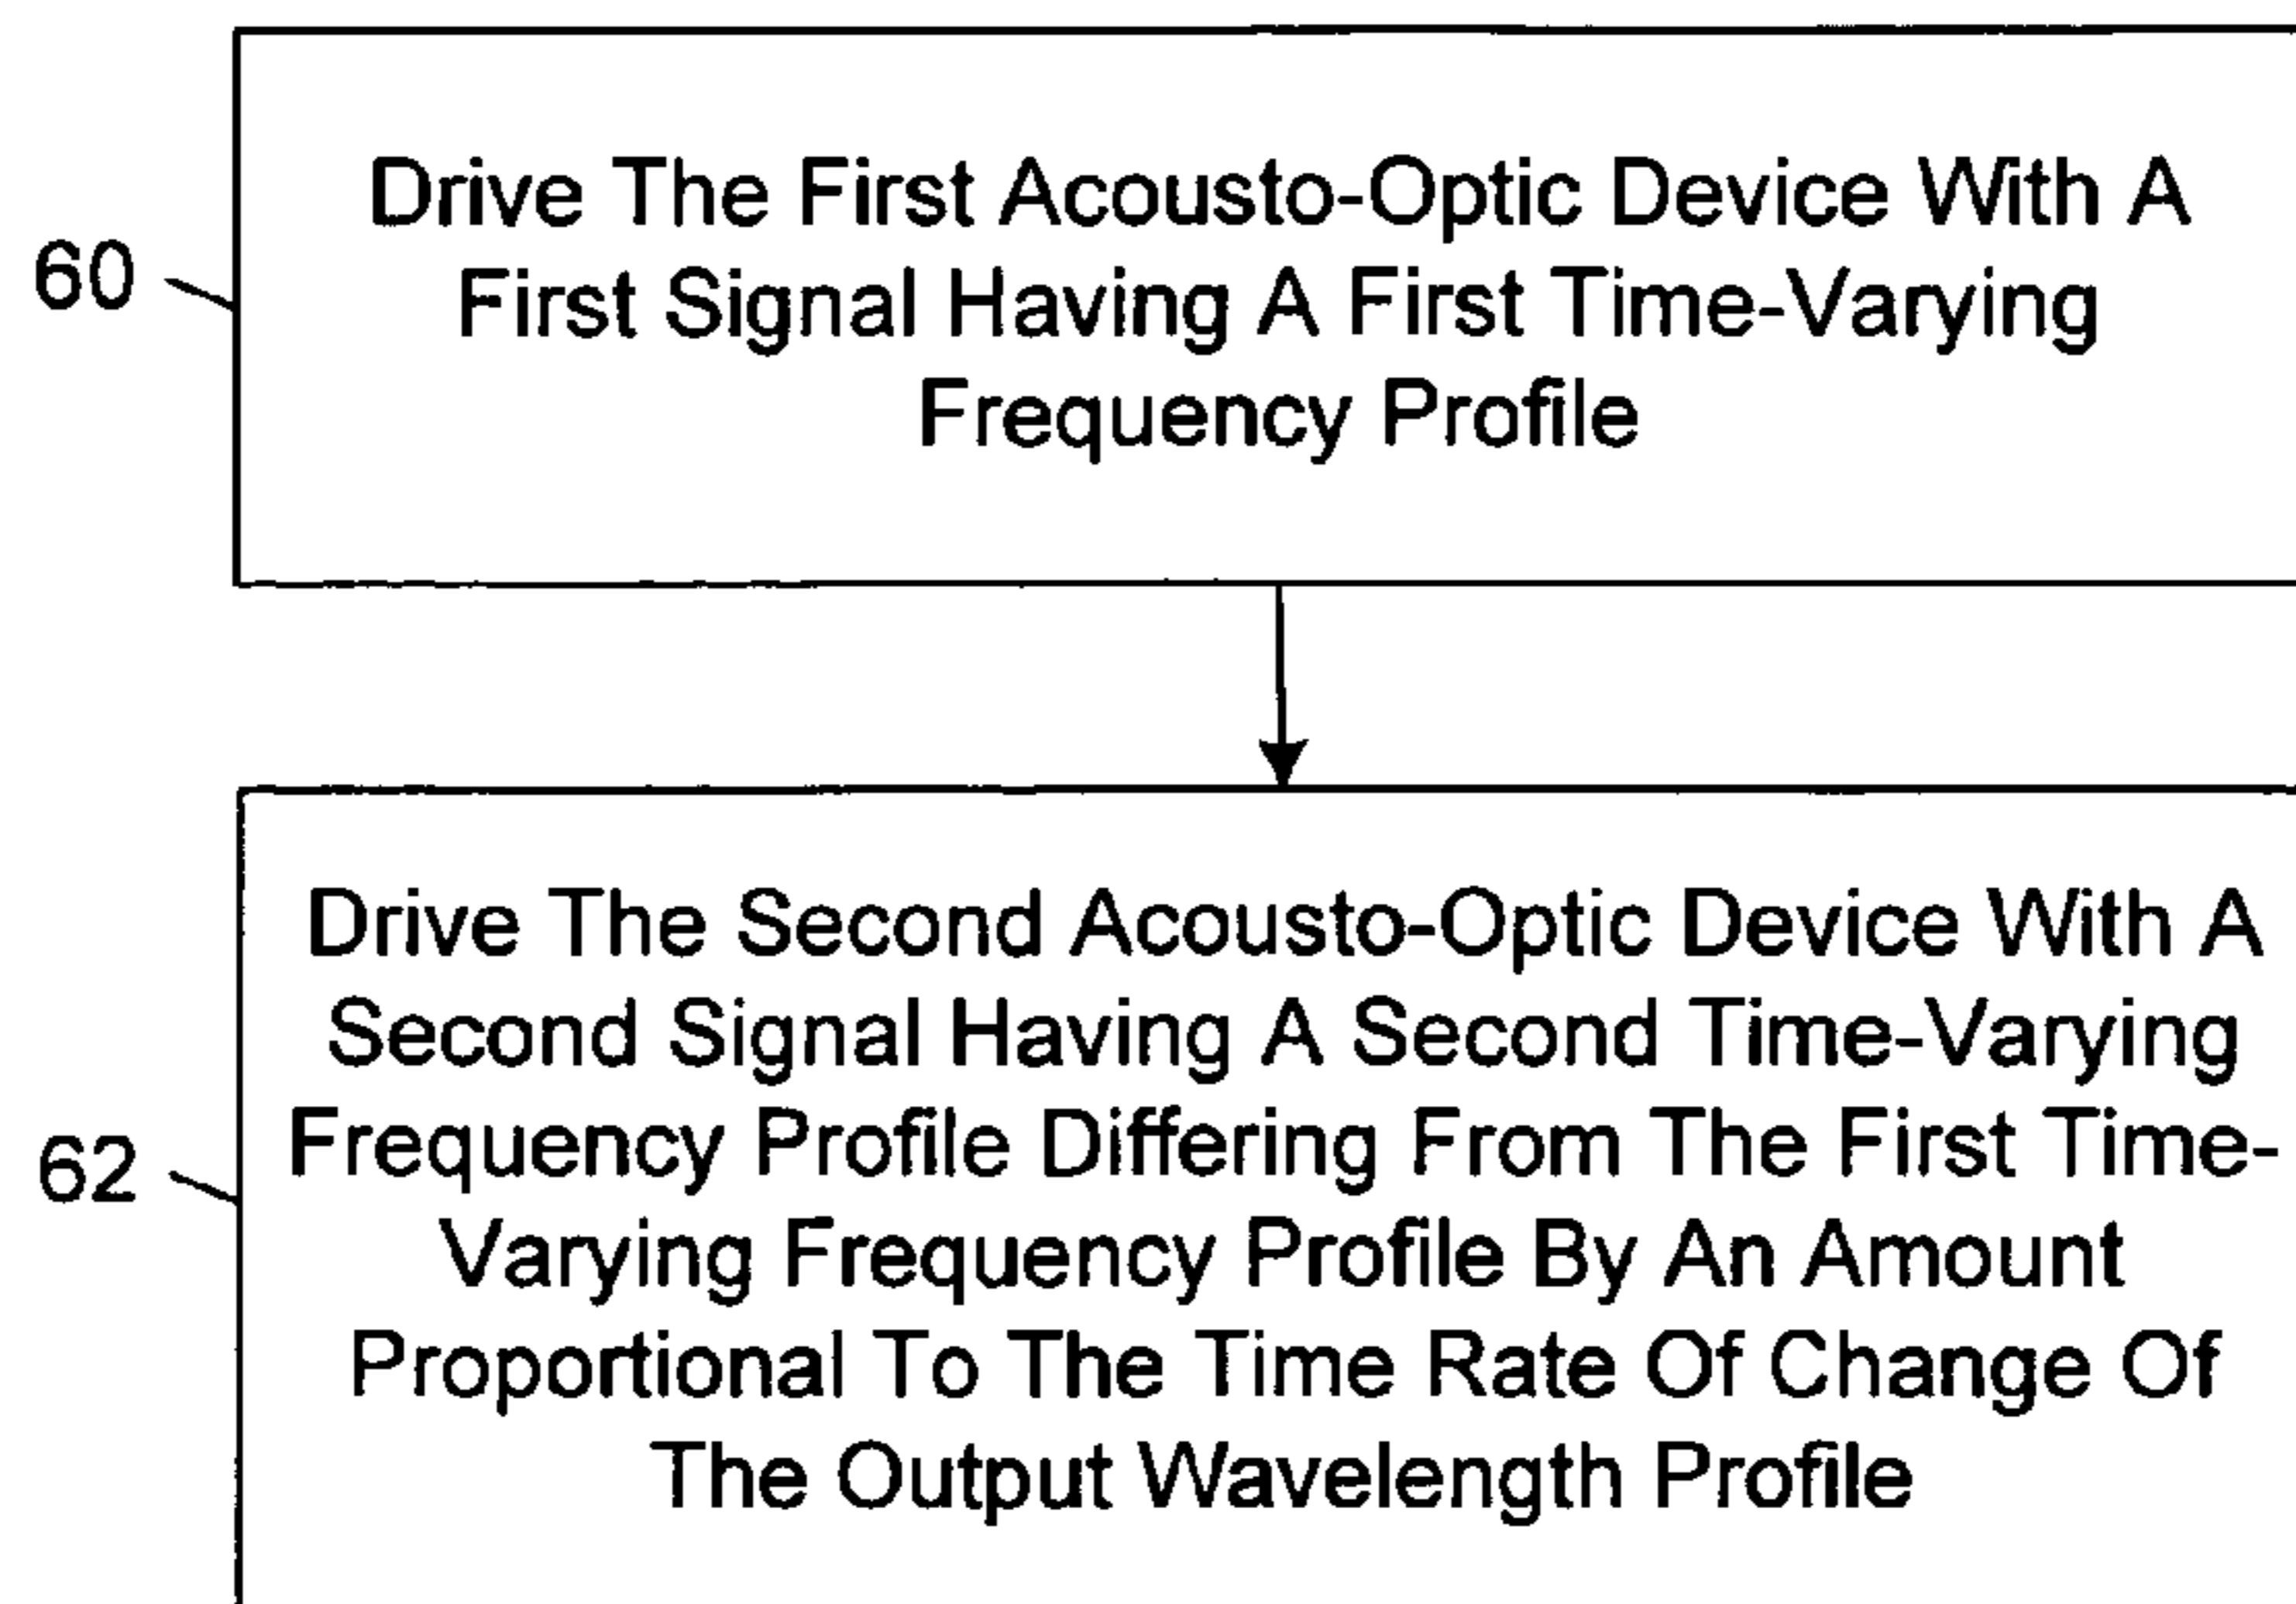 Drive The First Acousto-Optic Device With A
First Signal Having A First Time-Varying
Frequency Profile
60
Drive The Second Acousto-Optic Device With A
Second Signal Having A Second Time-Varying
Frequency Profile Differing From The First Time-
Varying Frequency Profile By An Amount
Proportional To The Time Rate Of Change Of
The Output Wavelength Profile
62